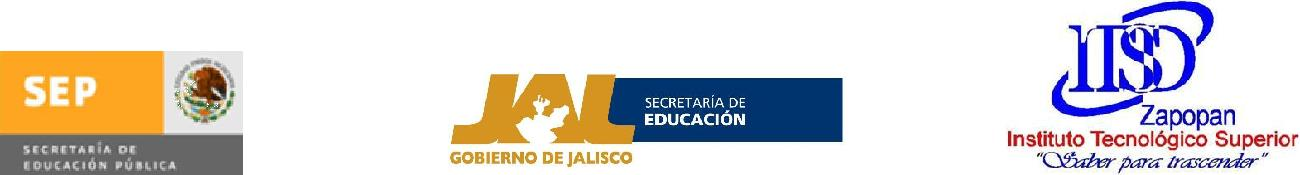 SEP
SECRETARÍA DE
EDUCACIÓN PÚBLICA
JAL
SECRETARÍA DE
EDUCACIÓN
GOBIERNO DE JALISCO
Zapopan
Instituto Tecnológico Superior
"Saber para trascender"